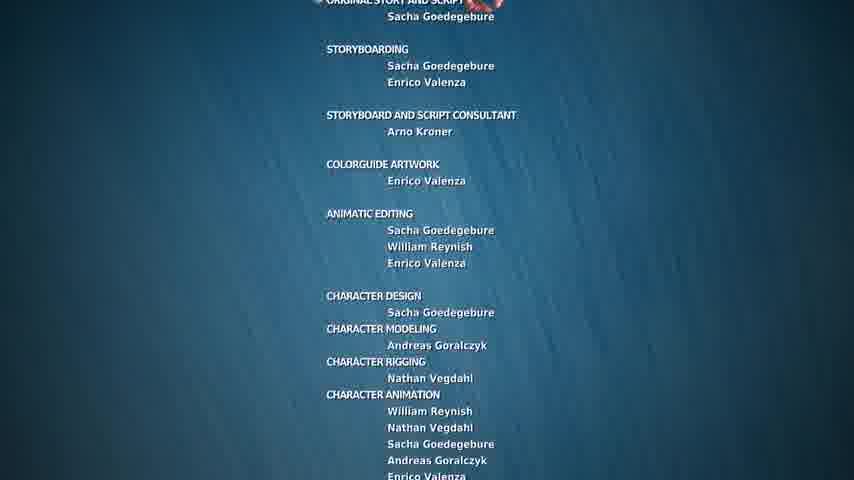 ORIGINAL STORY AND SCRIPT
Sacha Goedegebure
STORYBOARDING
Sacha Goedegebure
Enrico Valenza
STORYBOARD AND SCRIPT CONSULTANT
Arno Kroner
COLORGUIDE ARTWORK
Enrico Valenza
ANIMATIC EDITING
Sacha Goedegebure
William Reynish
Enrico Valenza
CHARACTER DESIGN
Sacha Goedegebure
CHARACTER MODELING
Andreas Goralczyk
CHARACTER RIGGING
Nathan Vegdahl
CHARACTER ANIMATION
William Reynish
Nathan Vegdahl
Sacha Goedegebure
Andreas Goralczyk
Enrico Valenza